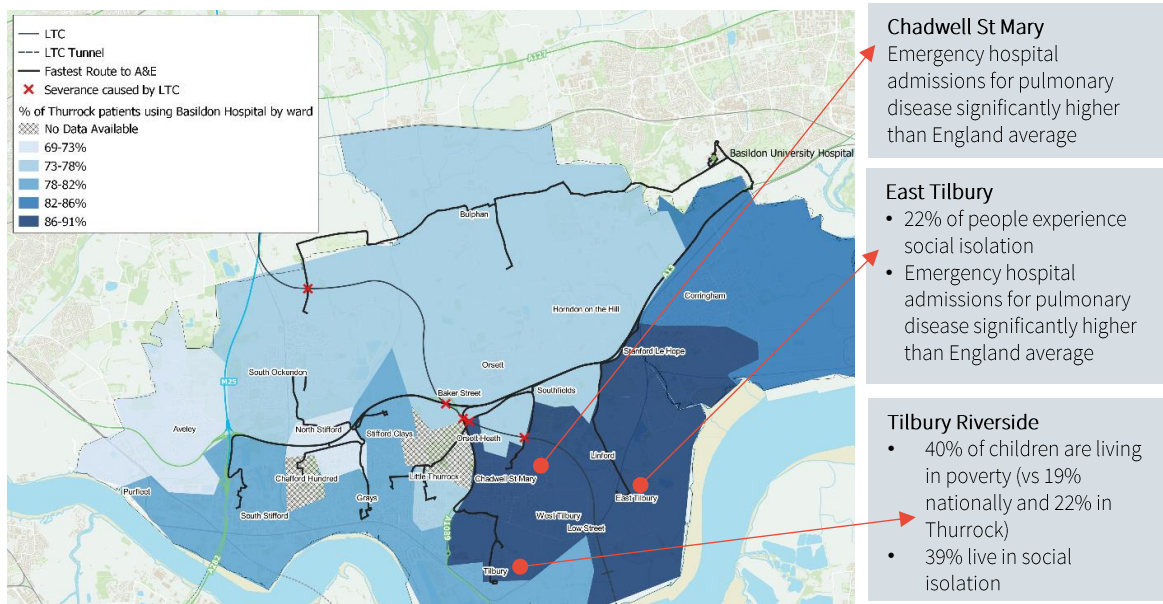 LTC
LTC Tunnel
Fastest Route to A&E
Severance caused by LTC
% of Thurrock patients using Basildon Hospital by ward
No Data Available
69-73%
73-78%
78-82%
82-86%
86-91%
Basildon University Hospital
Bulphan
Corringham
Horndon on the Hill
Stanford Le Hope
Orsett
South Ockendon
M25
Baker Street
Southfields
Aveley
North Stifford
Stifford Clays
Orsett Heath
Linford
Chafford Hundred
Little Thurrock
Chadwell St Mary
Purfleet
Grays
East Tilbury
South Stifford
West Tilbury
Low Street
A1089
Tilbury
Chadwell St Mary
Emergency hospital
admissions for pulmonary
disease significantly higher
than England average
East Tilbury
• 22% of people experience
social isolation
• Emergency hospital
admissions for pulmonary
disease significantly higher
than England average
Tilbury Riverside
• 40% of children are living
in poverty (vs 19%
nationally and 22% in
Thurrock)
• 39% live in social
isolation